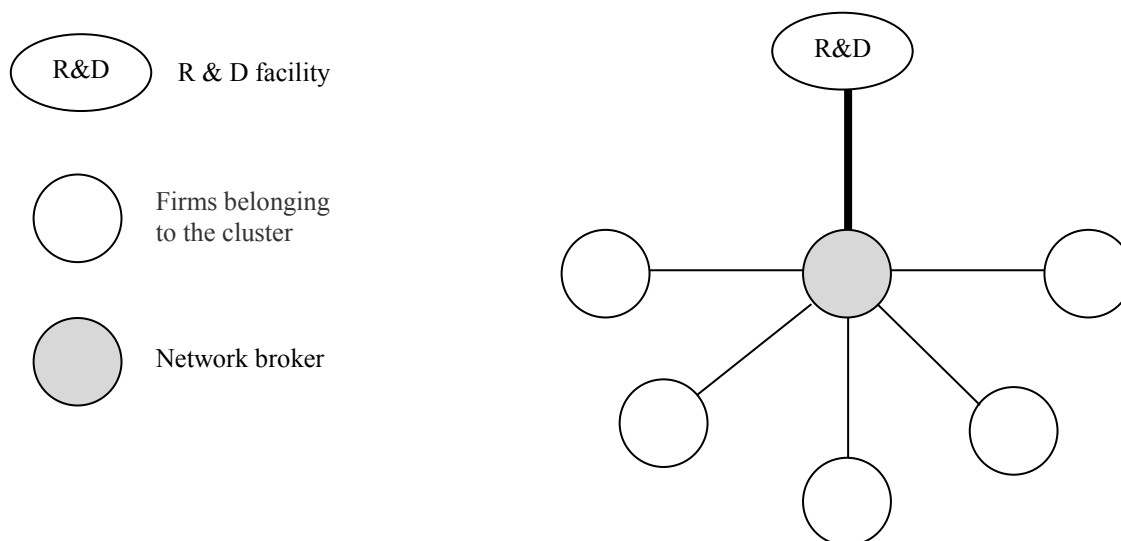 R&D
R & D facility
Firms belonging
to the cluster
Network broker
R&D